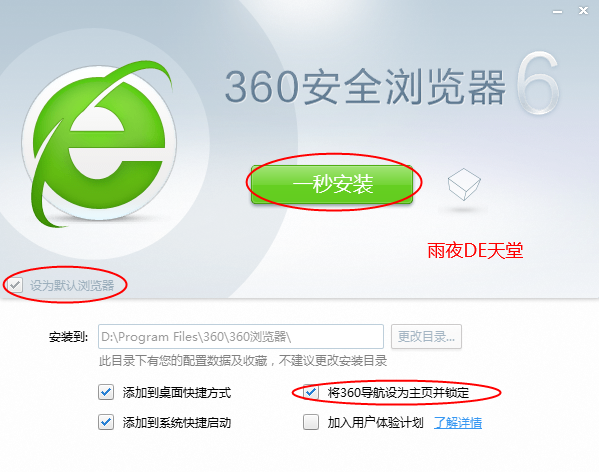 360安全浏览器6
一秒安装
雨夜DE天堂
设为默认浏览器
安装到: D:\Program Files\360\360浏览器\ 更改目录...
此目录下有您的配置数据及收藏，不建议更改安装目录
添加到桌面快捷方式 将360导航设为主页并锁定
添加到系统快捷启动 加入用户体验计划 了解详情